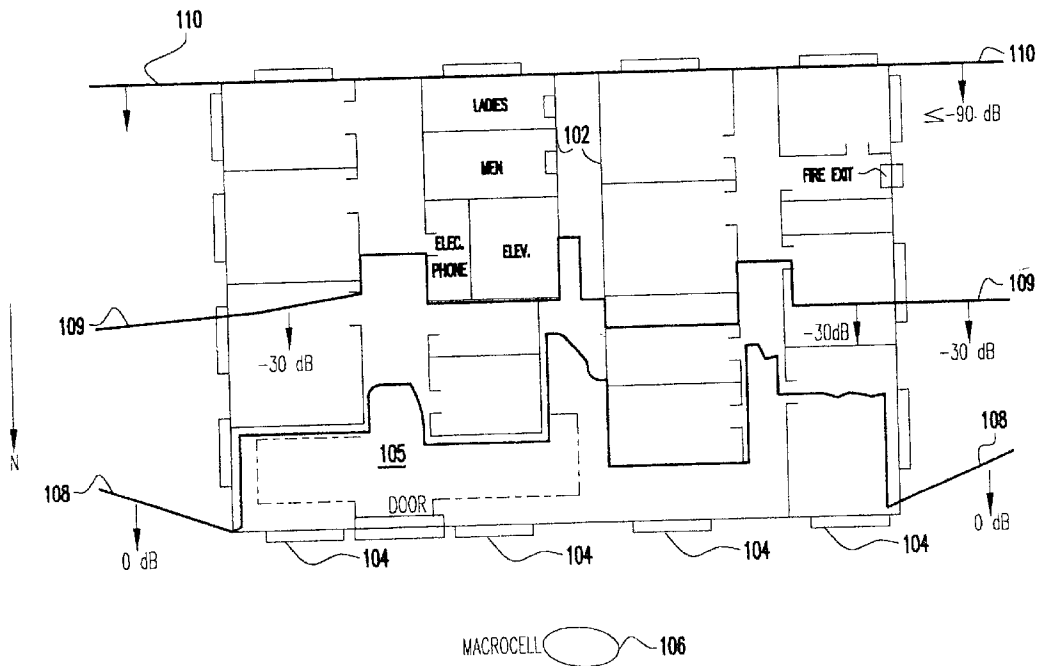 110
110
LADIES
102
≤-90. dB
MEN
FIRE EXIT
ELEC.
PHONE
ELEV.
109
109
-30 dB
-30dB
-30 dB
108
105
N
108
DOOR
0 dB
0 dB
104
104
104
104
MACROCELL
106